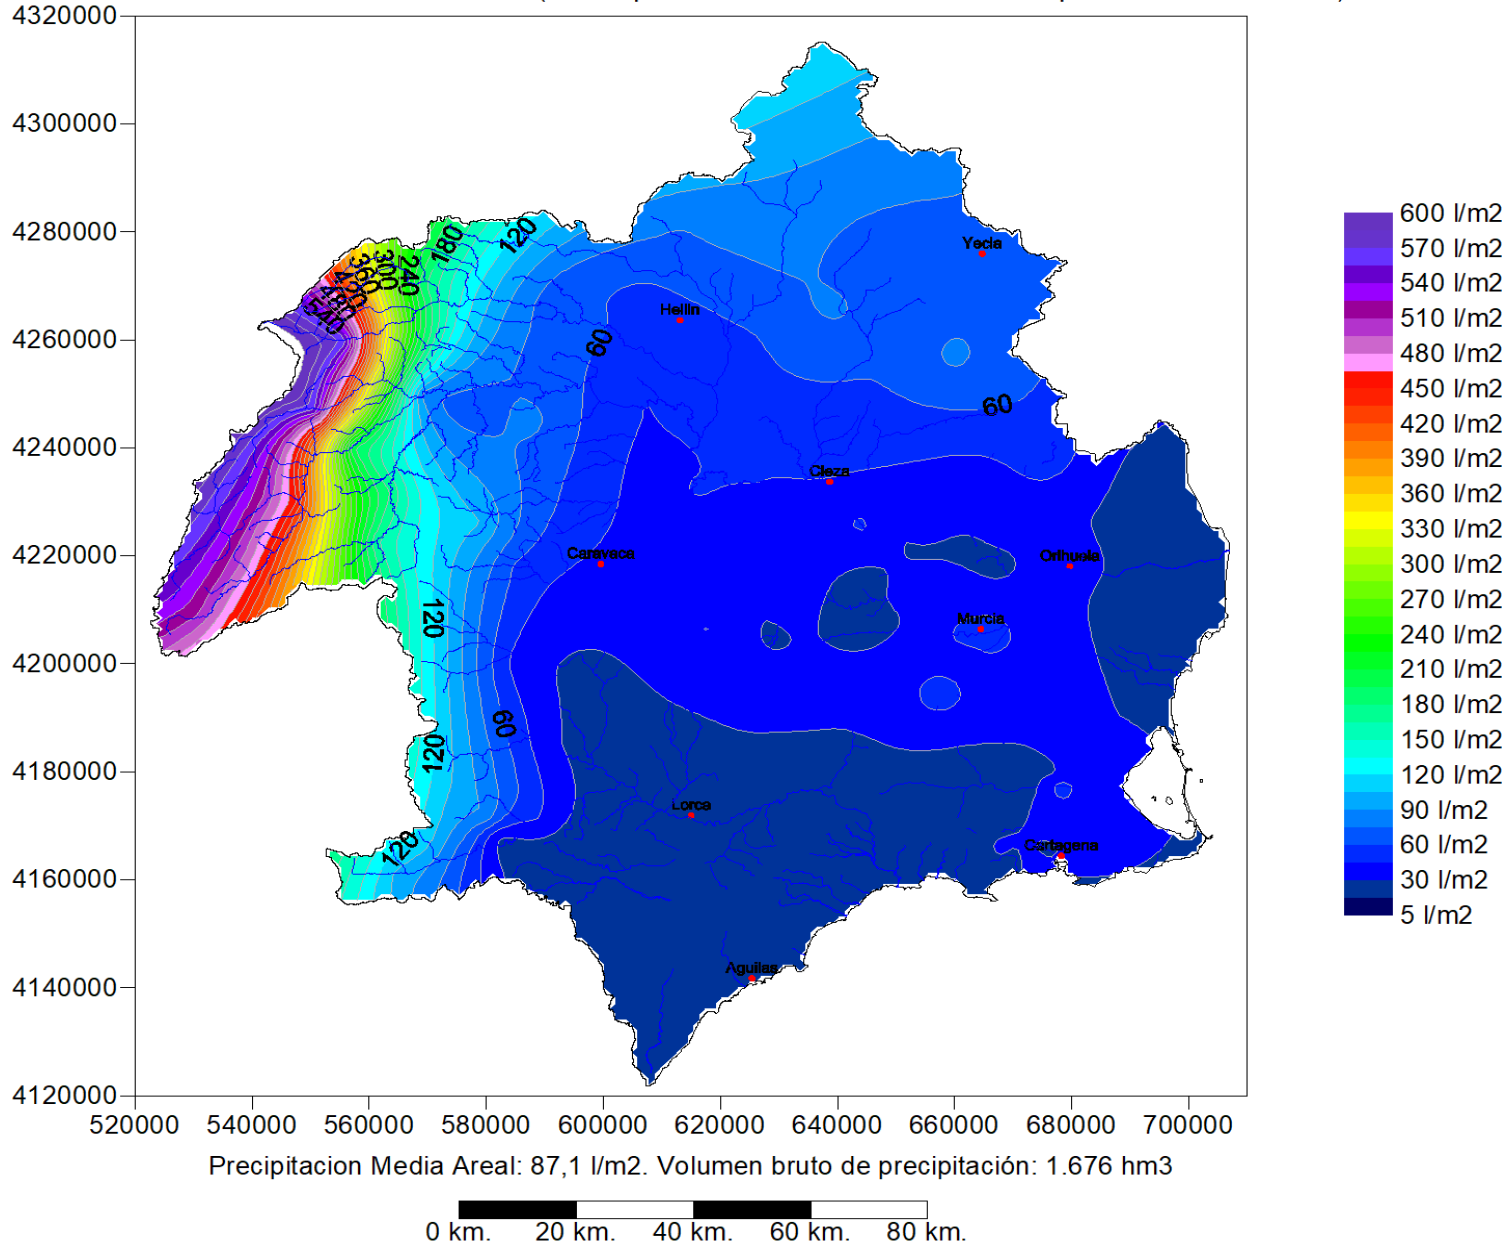 4320000
4300000
4280000
4260000
4240000
4220000
4200000
4180000
4160000
4140000
4120000
520000 540000 560000 580000 600000 620000 640000 660000 680000 700000
180
120
240
300
360
540
60
60
120
60
120
120
Yecla
Hellin
Cieza
Caravaca
Orihuela
Murcia
Lorca
Cartagena
Aguilas
600 l/m2
570 l/m2
540 l/m2
510 l/m2
480 l/m2
450 l/m2
420 l/m2
390 l/m2
360 l/m2
330 l/m2
300 l/m2
270 l/m2
240 l/m2
210 l/m2
180 l/m2
150 l/m2
120 l/m2
90 l/m2
60 l/m2
30 l/m2
5 l/m2
Precipitacion Media Areal: 87,1 l/m2. Volumen bruto de precipitación: 1.676 hm3
0 km. 20 km. 40 km. 60 km. 80 km.